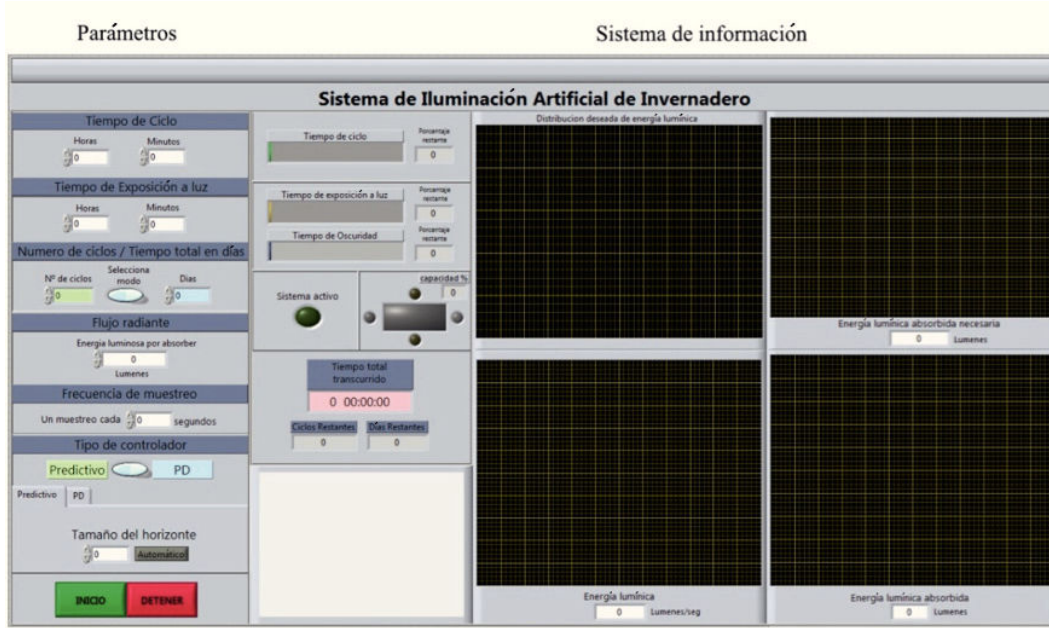 Parámetros
Sistema de información
Sistema de Iluminación Artificial de Invernadero
Tiempo de Ciclo
Horas Minutos
0 0
Tiempo de Exposición a luz
Horas Minutos
0 0
Numero de ciclos / Tiempo total en días
Nº de ciclos Selecciona modo Dias
0 0
Flujo radiante
Energia luminosa por absorber
0
Lumenes
Frecuencia de muestreo
Un muestreo cada 0 segundos
Tipo de controlador
Predictivo PD
Predictivo PD
Tamaño del horizonte
0 Automático
INICIO DETENER
Tiempo de ciclo
Porcentaje restante
0
Tiempo de exposición a luz
Porcentaje restante
0
Tiempo de Oscuridad
Porcentaje restante
0
Sistema activo
capacidad %
0
Tiempo total
transcurrido
0 00:00:00
Ciclos Restantes Días Restantes
0 0
Distribucion deseada de energía lumínica
Energía lumínica absorbida necesaria
0 Lumenes
Energía lumínica
0 Lumenes/seg
Energía lumínica absorbida
0 Lumenes